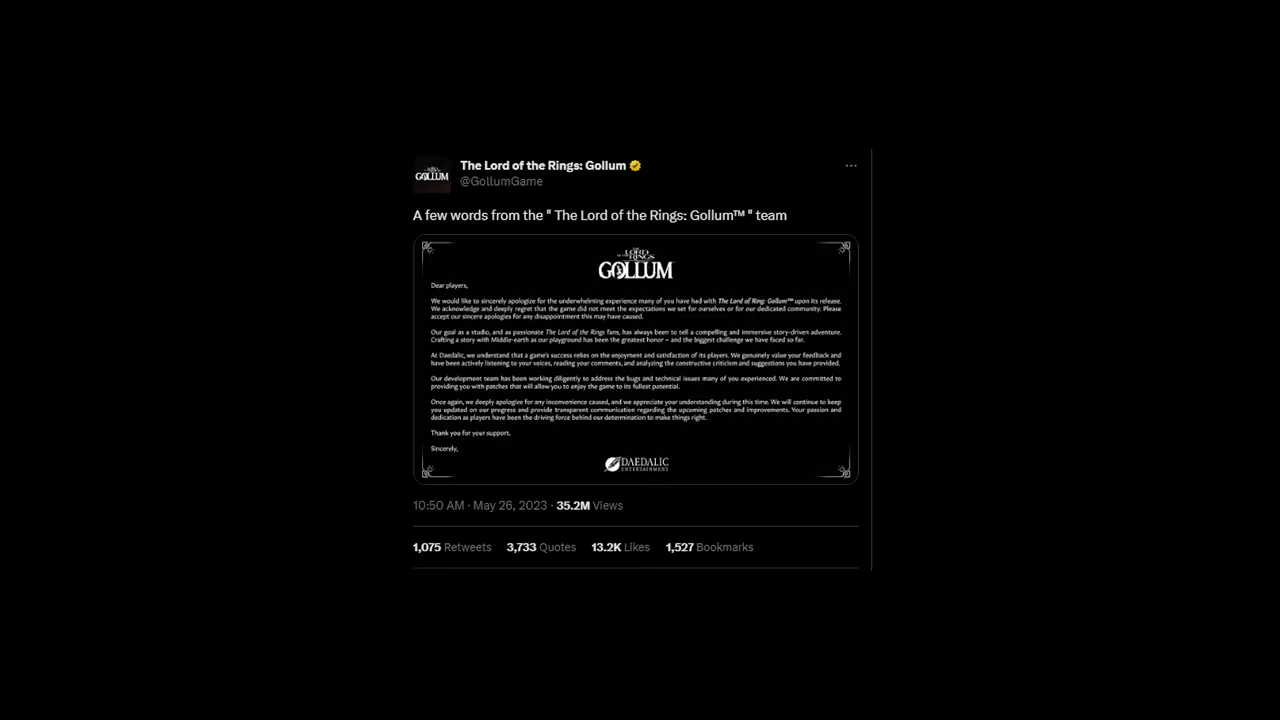 The Lord of the Rings: Gollum
@GollumGame
A few words from the " The Lord of the Rings: Gollum™ " team
THE
LORD
OF THE RINGS
GOLLUM
Dear players,
We would like to sincerely apologize for the underwhelming experience many of you have had with The Lord of Ring: Gollum™ upon its release.
We acknowledge and deeply regret that the game did not meet the expectations we set for ourselves or for our dedicated community. Please
accept our sincere apologies for any disappointment this may have caused.
Our goal as a studio, and as passionate The Lord of the Rings fans, has always been to tell a compelling and immersive story-driven adventure.
Crafting a story with Middle-earth as our playground has been the greatest honor – and the biggest challenge we have faced so far.
At Daedalic, we understand that a game's success relies on the enjoyment and satisfaction of its players. We genuinely value your feedback and
have been actively listening to your voices, reading your comments, and analyzing the constructive criticism and suggestions you have provided.
Our development team has been working diligently to address the bugs and technical issues many of you experienced. We are committed to
providing you with patches that will allow you to enjoy the game to its fullest potential.
Once again, we deeply apologize for any inconvenience caused, and we appreciate your understanding during this time. We will continue to keep
you updated on our progress and provide transparent communication regarding the upcoming patches and improvements. Your passion and
dedication as players have been the driving force behind our determination to make things right.
Thank you for your support.
Sincerely,
DAEDALIC
ENTERTAINMENT
10:50 AM · May 26, 2023 · 35.2M Views
1,075 Retweets 3,733 Quotes 13.2K Likes 1,527 Bookmarks